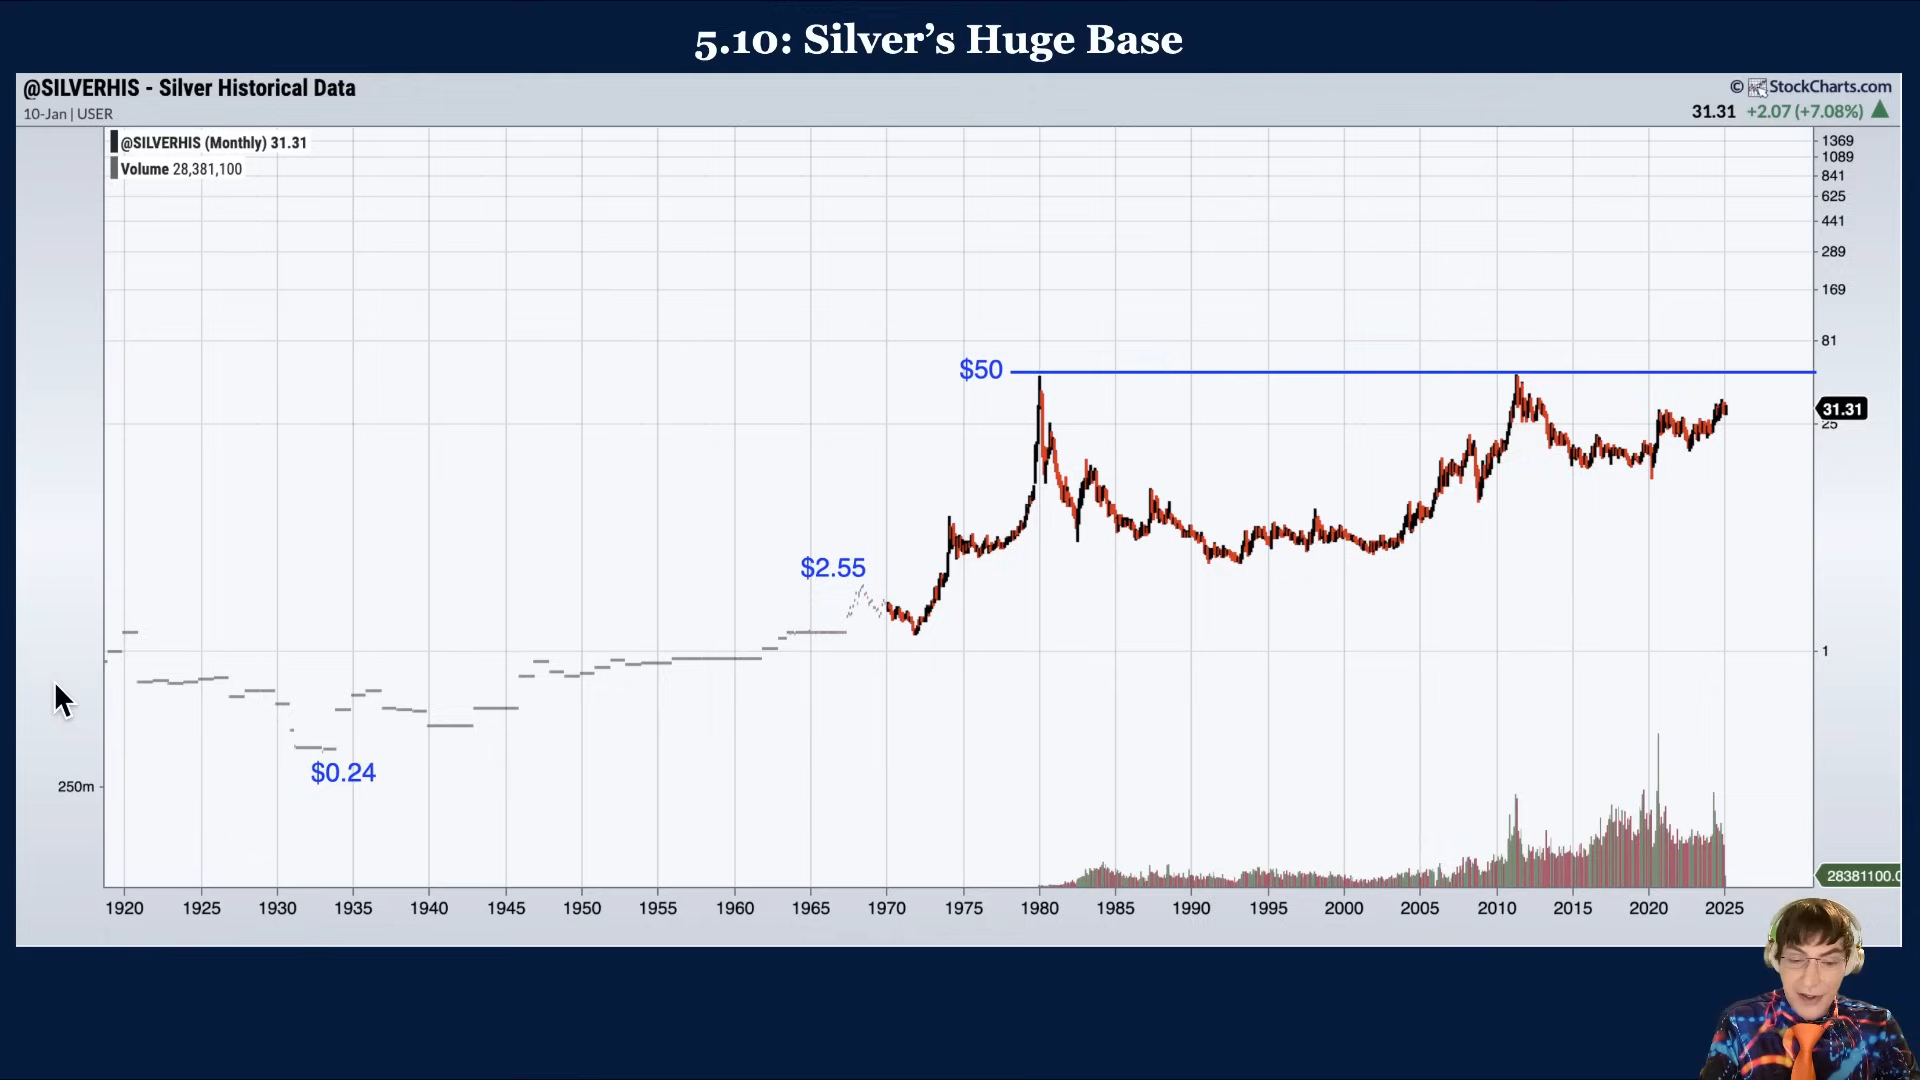 5.10: Silver’s Huge Base
@SILVERHIS - Silver Historical Data
© StockCharts.com
10-Jan | USER
31.31 +2.07 (+7.08%)
@SILVERHIS (Monthly) 31.31
Volume 28,381,100
1369
1089
841
625
441
289
169
81
$50
31.31
25
$2.55
1
$0.24
250m
28381100.0
1920 1925 1930 1935 1940 1945 1950 1955 1960 1965 1970 1975 1980 1985 1990 1995 2000 2005 2010 2015 2020 2025